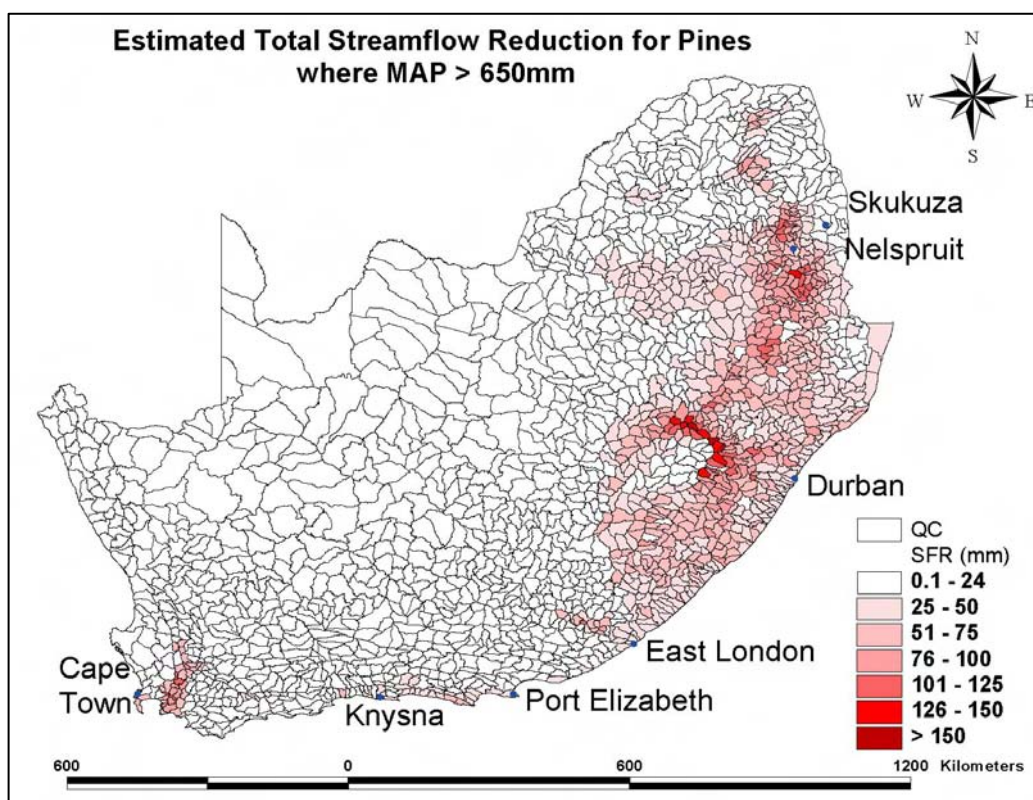 Estimated Total Streamflow Reduction for Pines
where MAP > 650mm
N
W
E
S
Skukuza
Nelspruit
Durban
East London
Port Elizabeth
Knysna
Cape
Town
QC
SFR (mm)
0.1 - 24
25 - 50
51 - 75
76 - 100
101 - 125
126 - 150
> 150
600 0 600 1200 Kilometers